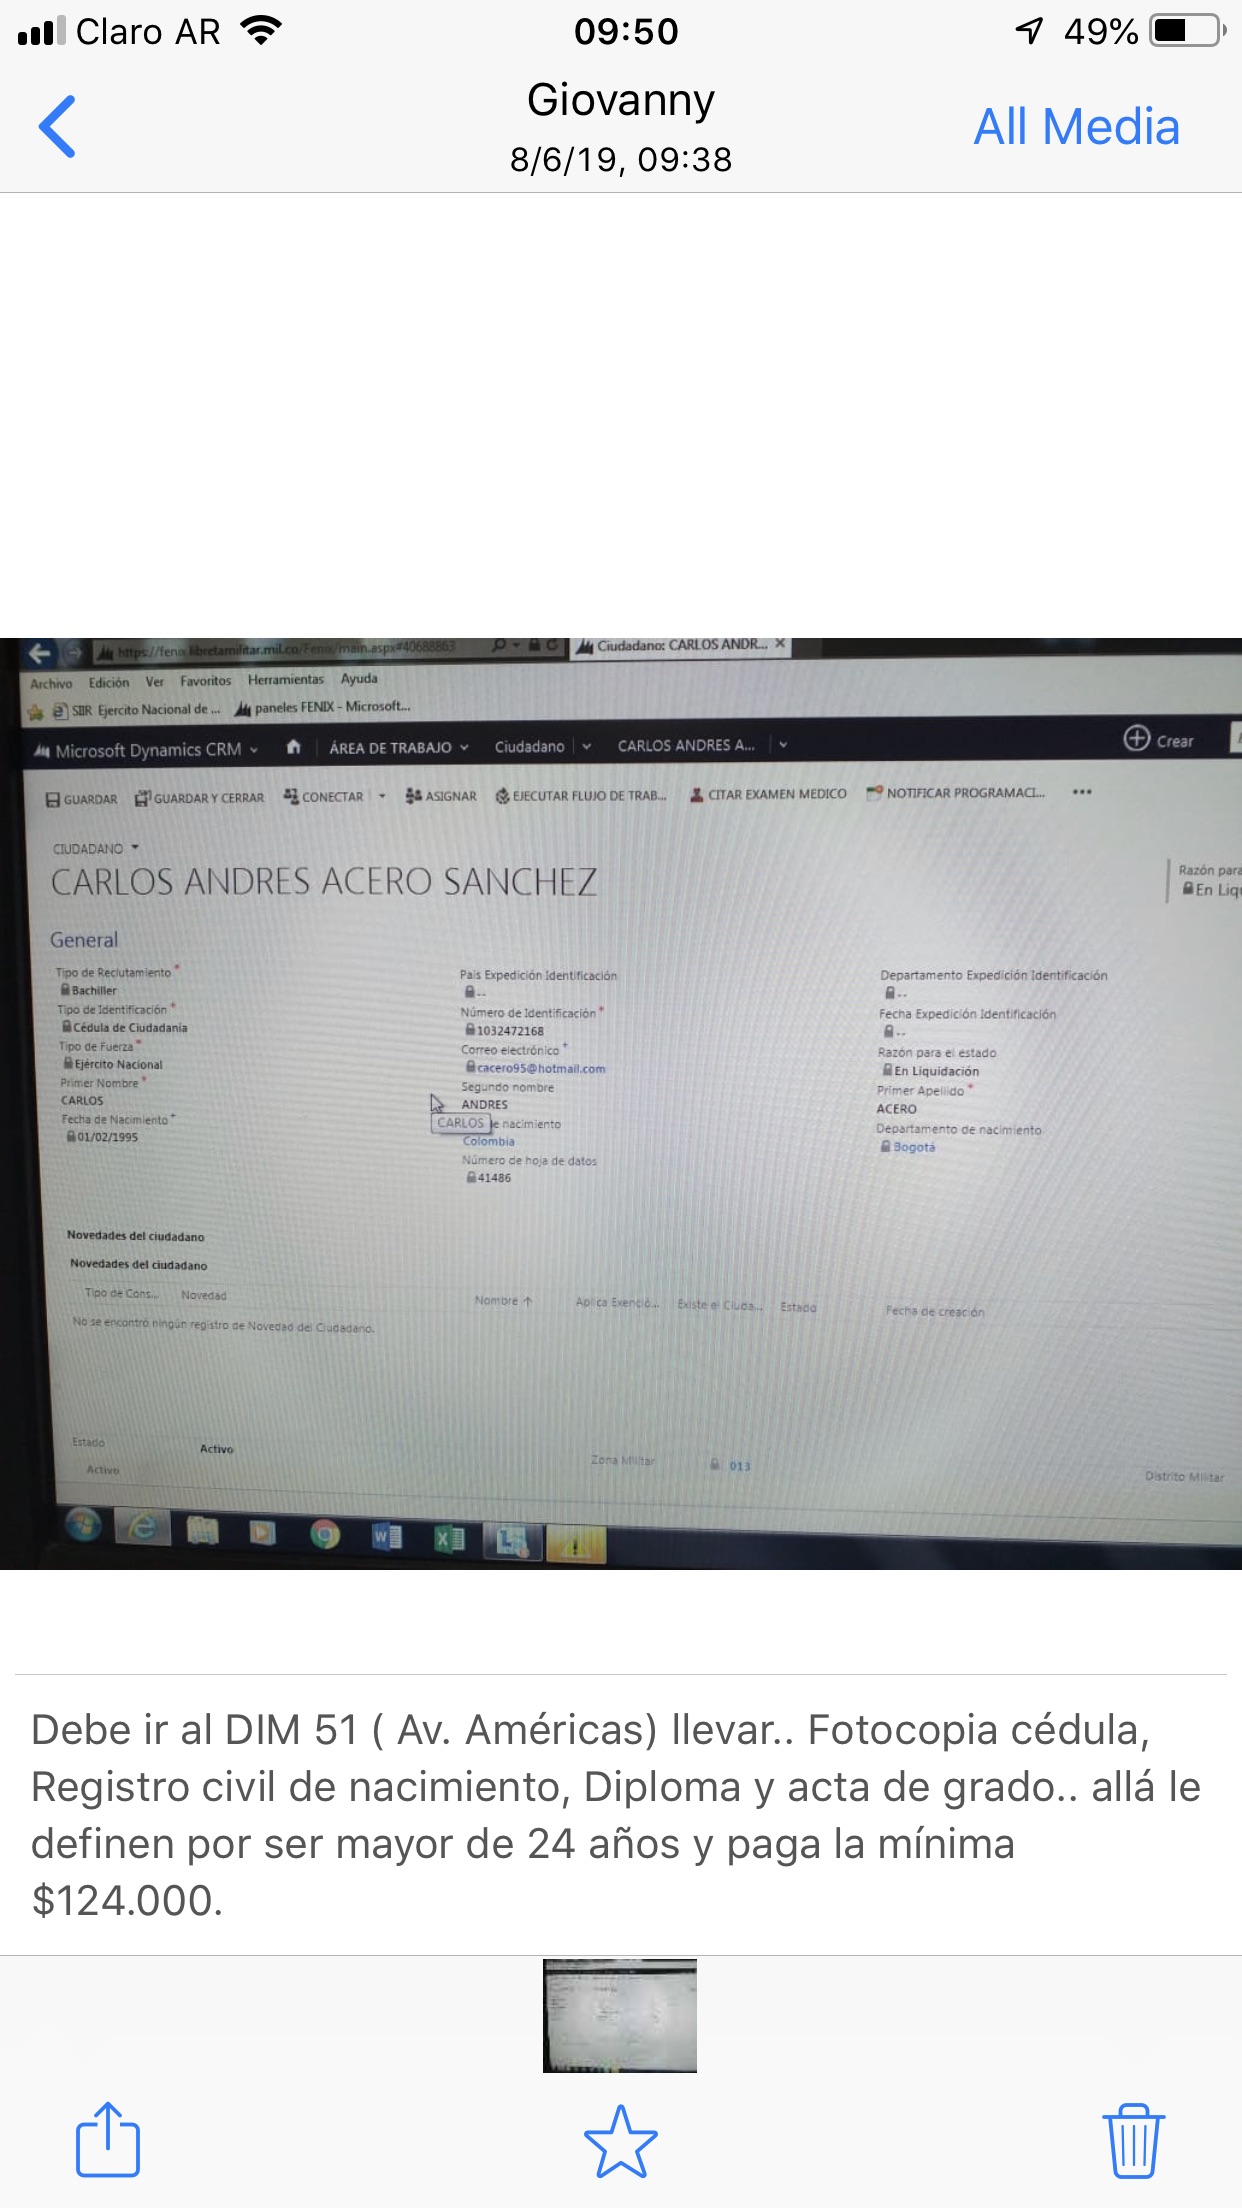 Claro AR 09:50 49%
Giovanny
8/6/19, 09:38
All Media
https://fenix.libretamilitar.mil.co/Fenix/main.aspx#40688863
Ciudadano: CARLOS ANDR... ×
Archivo Edición Ver Favoritos Herramientas Ayuda
SIIR Ejercito Nacional de ... paneles FENIX - Microsoft...
Microsoft Dynamics CRM ÁREA DE TRABAJO Ciudadano CARLOS ANDRES A... Crear
GUARDAR GUARDAR Y CERRAR CONECTAR ASIGNAR EJECUTAR FLUJO DE TRAB... CITAR EXAMEN MEDICO NOTIFICAR PROGRAMACI... •••
CIUDADANO
CARLOS ANDRES ACERO SANCHEZ
Razón para
En Liqu
General
Tipo de Reclutamiento *
Bachiller
Tipo de Identificación *
Cédula de Ciudadanía
Tipo de Fuerza *
Ejército Nacional
Primer Nombre *
CARLOS
Fecha de Nacimiento +
01/02/1995
País Expedición Identificación
--
Número de Identificación *
1032472168
Correo electrónico +
cacero95@hotmail.com
Segundo nombre
ANDRES
CARLOS
e nacimiento
Colombia
Número de hoja de datos
41486
Departamento Expedición Identificación
--
Fecha Expedición Identificación
--
Razón para el estado
En Liquidación
Primer Apellido *
ACERO
Departamento de nacimiento
Bogotá
Novedades del ciudadano
Novedades del ciudadano
Tipo de Cons... Novedad Nombre ↑ Aplica Exenció... Existe el Ciuda... Estado Fecha de creación
No se encontró ningún registro de Novedad del Ciudadano.
Estado Activo Zona Militar 013 Distrito Militar
Activo
Debe ir al DIM 51 ( Av. Américas) llevar.. Fotocopia cédula,
Registro civil de nacimiento, Diploma y acta de grado.. allá le
definen por ser mayor de 24 años y paga la mínima
$124.000.